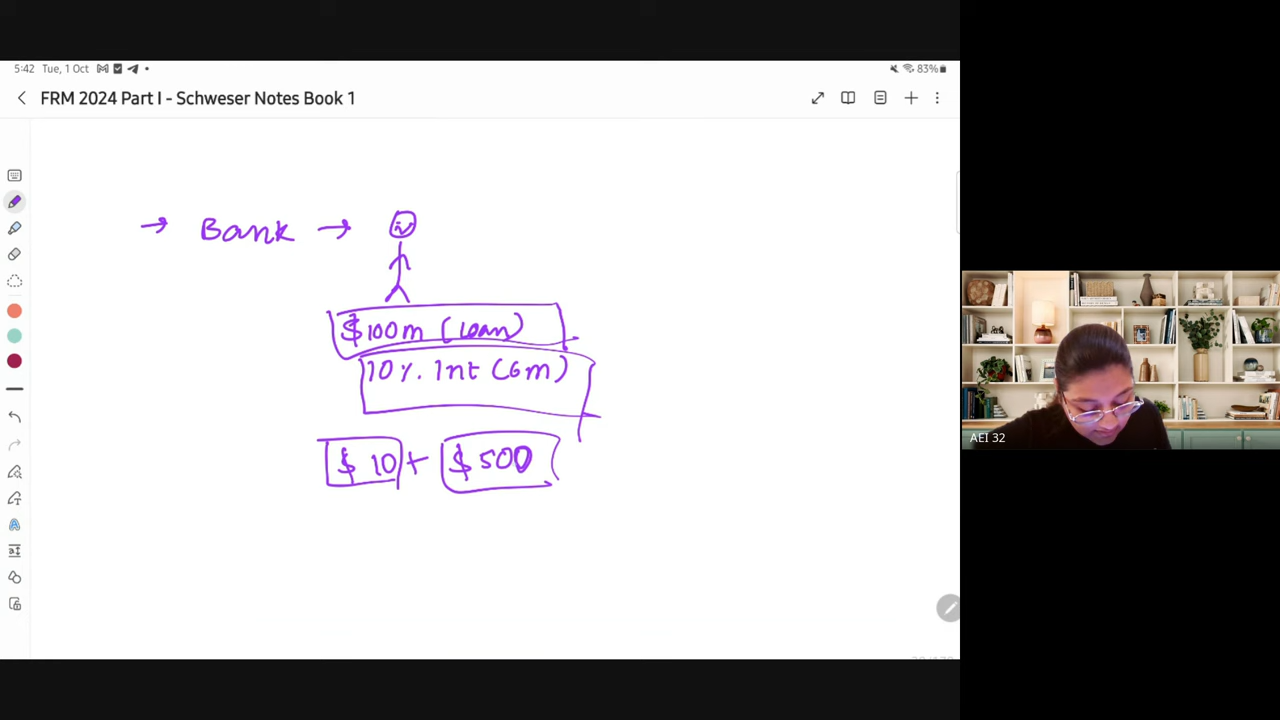 5:42 Tue, 1 Oct
83%
FRM 2024 Part I - Schweser Notes Book 1
→ Bank →
$100m (loan)
10%. Int (6m)
$ 10 + $ 500
AEI 32